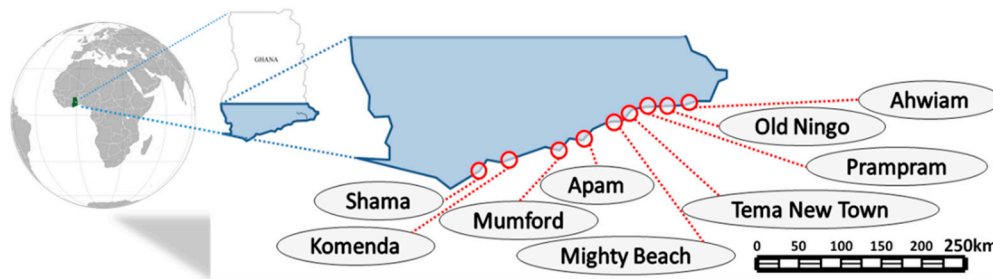 GHANA
Ahwiam
Old Ningo
Prampram
Shama
Apam
Mumford
Tema New Town
Komenda
Mighty Beach
0 50 100 150 200 250km